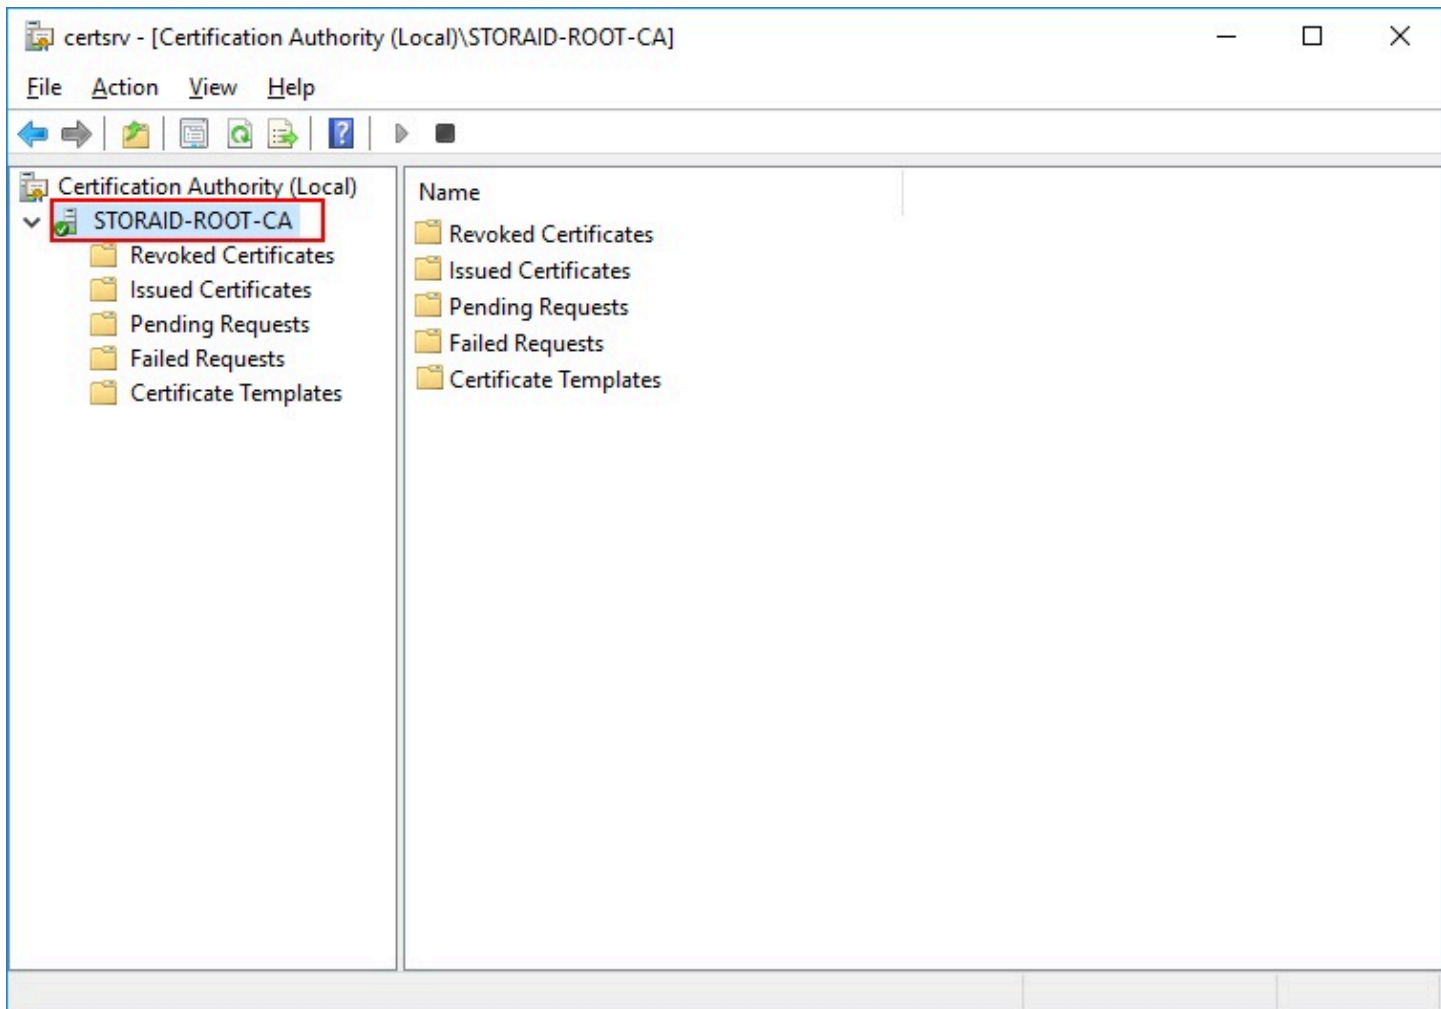 certsrv - [Certification Authority (Local)\STORAID-ROOT-CA]
File Action View Help
Certification Authority (Local)
STORAID-ROOT-CA
Revoked Certificates
Issued Certificates
Pending Requests
Failed Requests
Certificate Templates
Name
Revoked Certificates
Issued Certificates
Pending Requests
Failed Requests
Certificate Templates